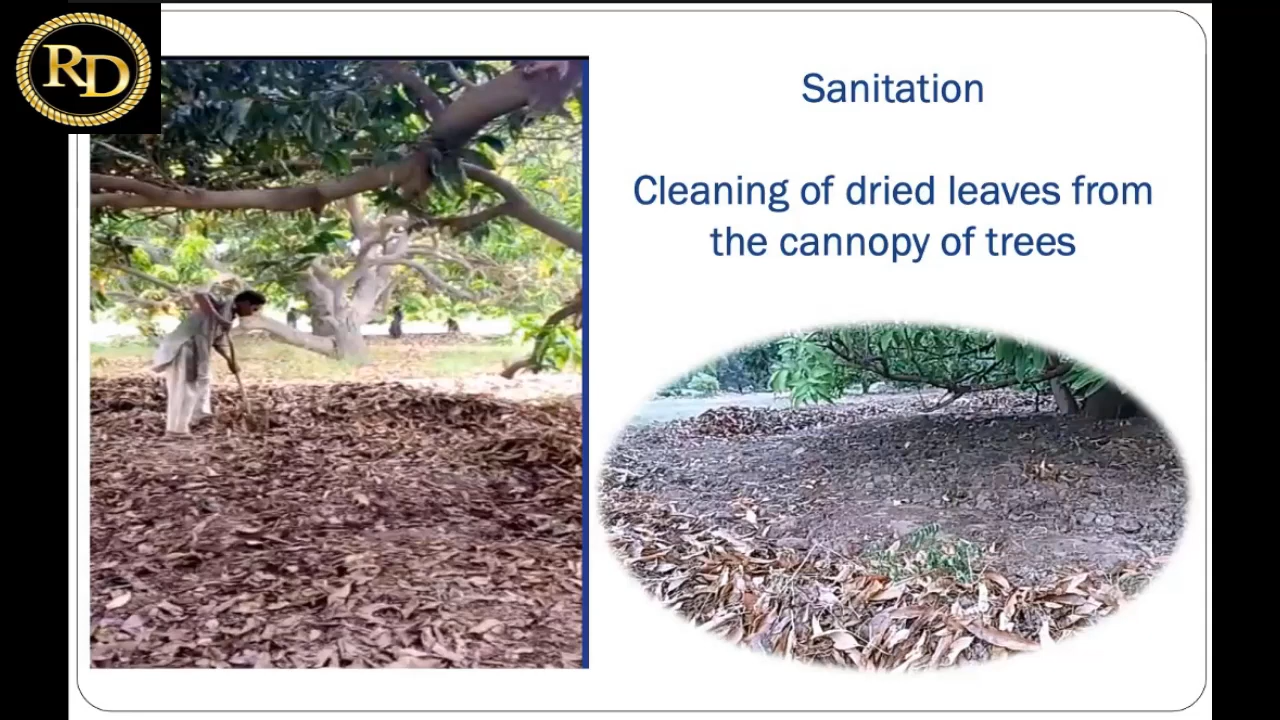 RD
Sanitation
Cleaning of dried leaves from
the cannopy of trees